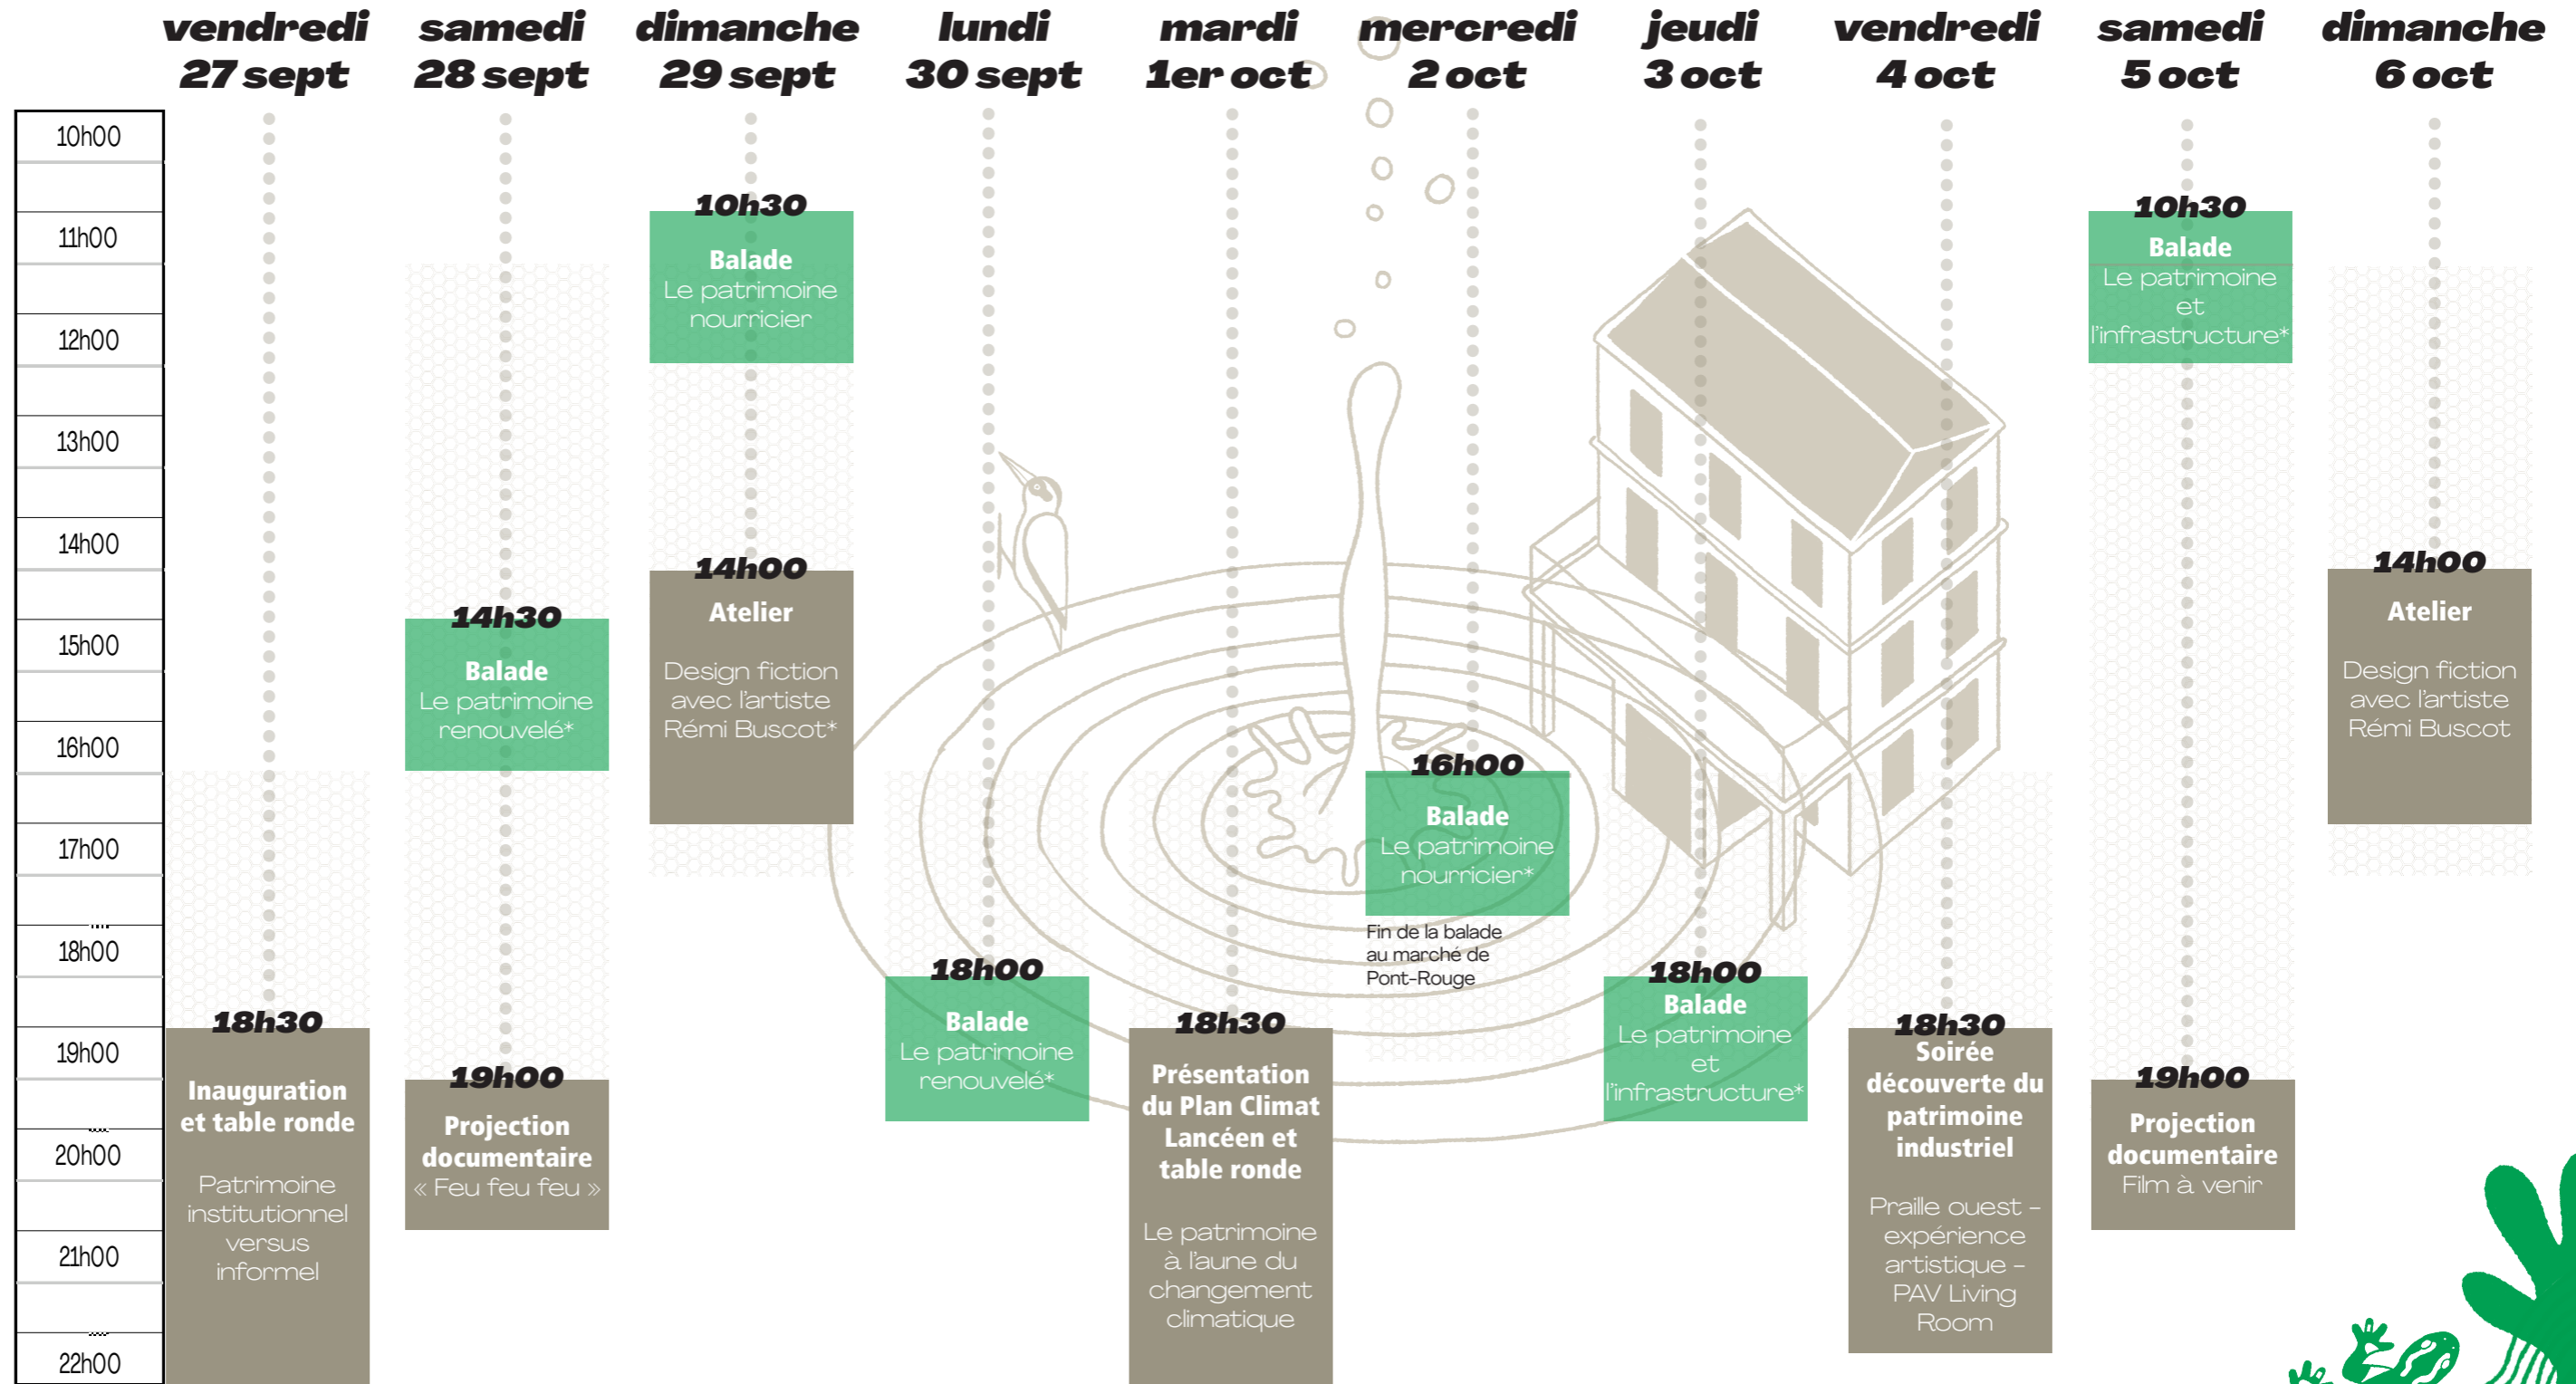 vendredi
27 sept
samedi
28 sept
dimanche
29 sept
lundi
30 sept
mardi
1er oct
mercredi
2 oct
jeudi
3 oct
vendredi
4 oct
samedi
5 oct
dimanche
6 oct
10h00
11h00
12h00
13h00
14h00
15h00
16h00
17h00
18h00
19h00
20h00
21h00
22h00
18h30
Inauguration
et table ronde
Patrimoine
institutionnel
versus
informel
14h30
Balade
Le patrimoine
renouvelé*
19h00
Projection
documentaire
« Feu feu feu »
10h30
Balade
Le patrimoine
nourricier
14h00
Atelier
Design fiction
avec l'artiste
Rémi Buscot*
18h00
Balade
Le patrimoine
renouvelé*
18h30
Présentation
du Plan Climat
Lancéen et
table ronde
Le patrimoine
à l'aune du
changement
climatique
16h00
Balade
Le patrimoine
nourricier*
Fin de la balade
au marché de
Pont-Rouge
18h00
Balade
Le patrimoine
et
l'infrastructure*
18h30
Soirée
découverte du
patrimoine
industriel
Praille ouest –
expérience
artistique –
PAV Living
Room
10h30
Balade
Le patrimoine
et
l'infrastructure*
19h00
Projection
documentaire
Film à venir
14h00
Atelier
Design fiction
avec l'artiste
Rémi Buscot